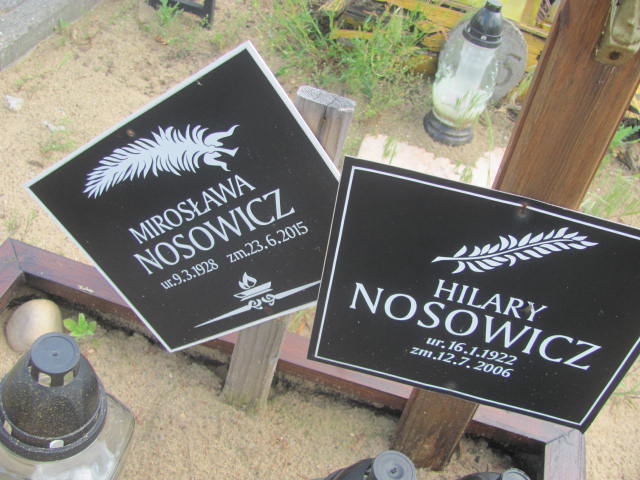 MIROSŁAWA
NOSOWICZ
ur.9.3.1928 zm.23.6.2015
HILARY
NOSOWICZ
ur.16.1.1922
zm.12.7.2006